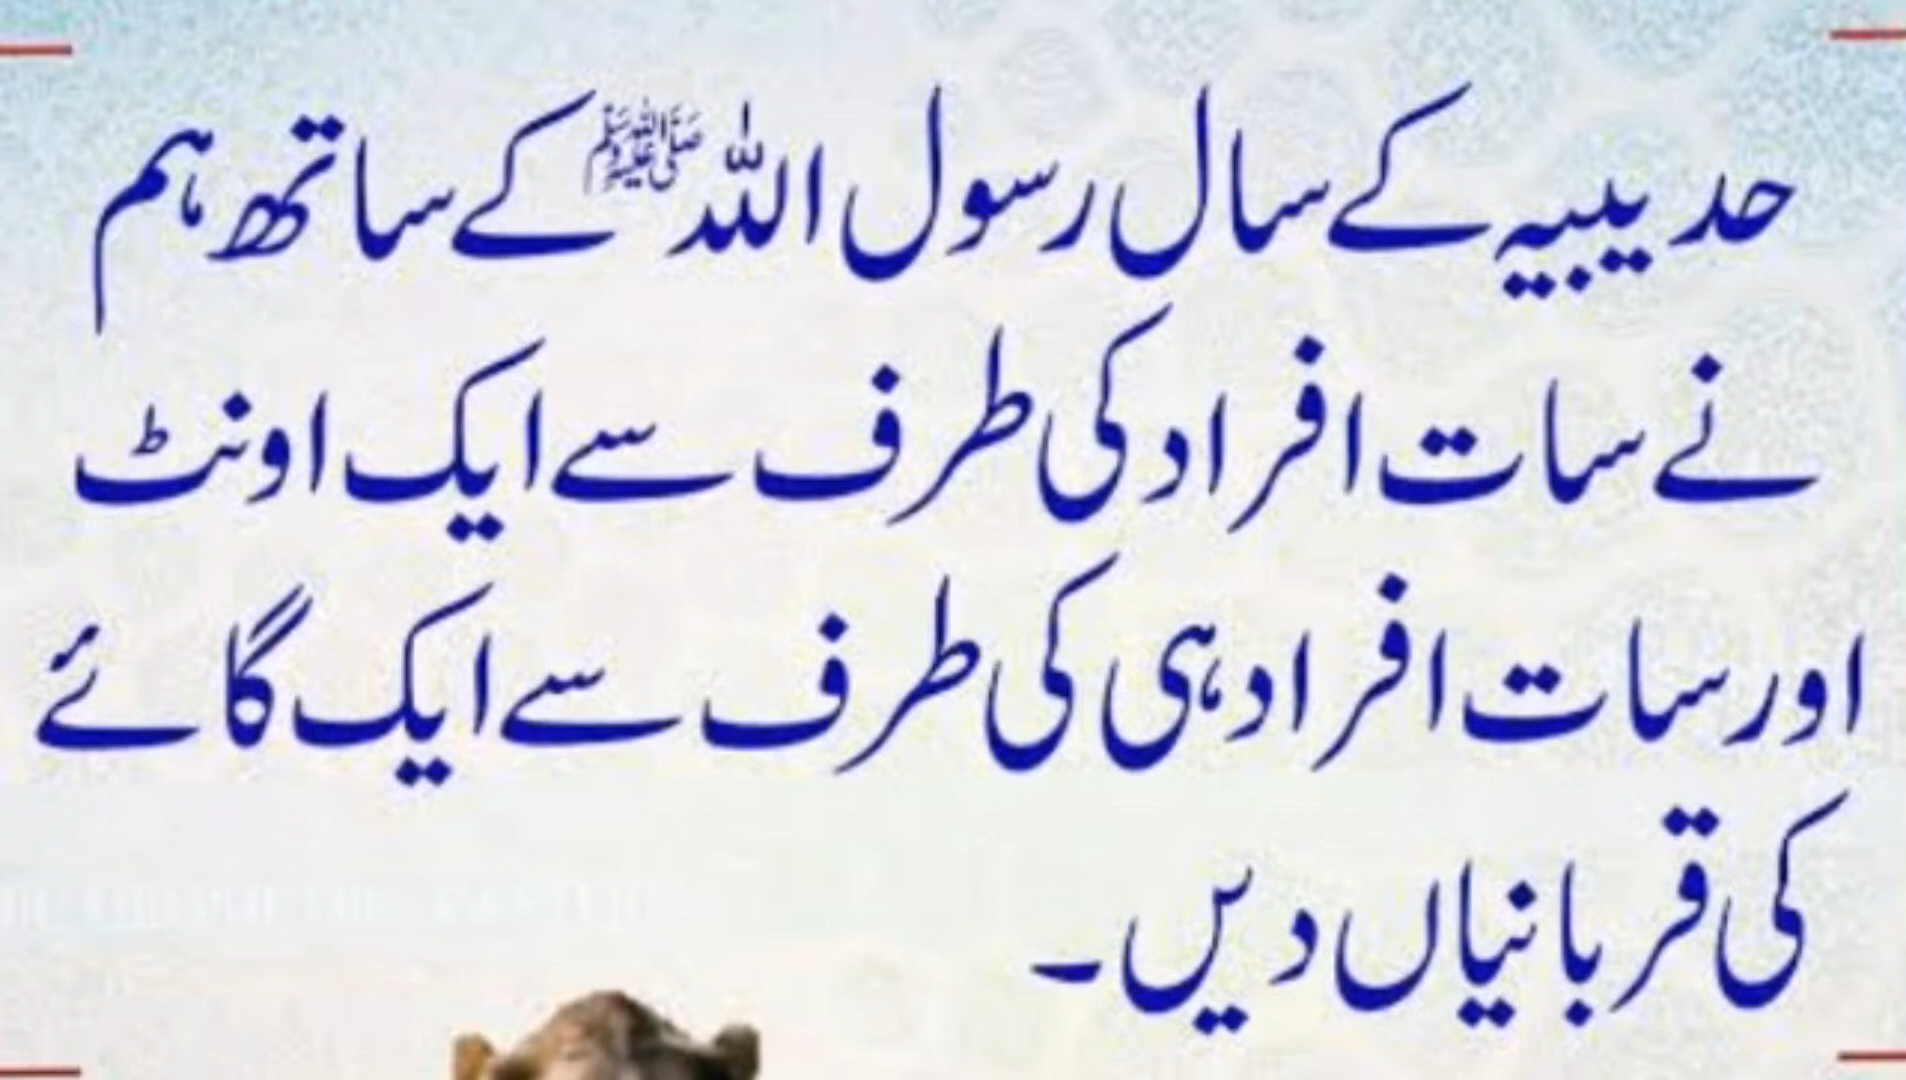 حدیبیہ کے سال رسول اللہ ﷺ کے ساتھ ہم
نے سات افراد کی طرف سے ایک اونٹ
اور سات افراد ہی کی طرف سے ایک گائے
کی قربانیاں دیں۔